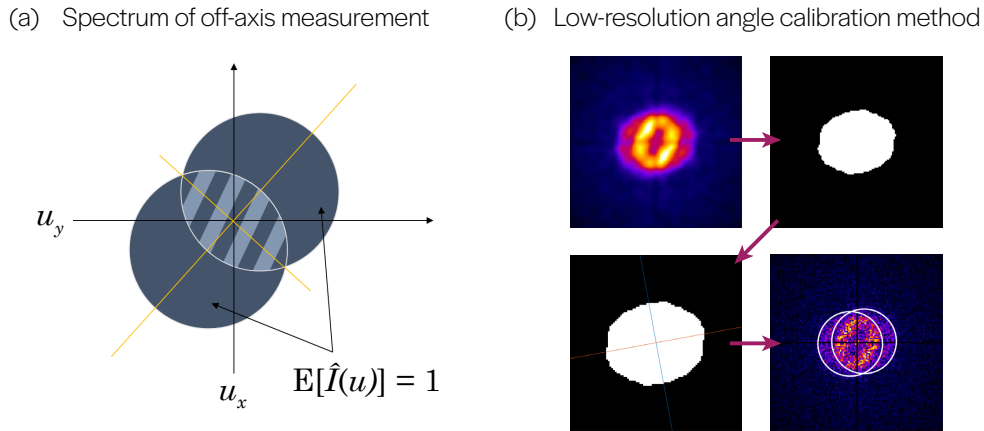 (a) Spectrum of off-axis measurement
(b) Low-resolution angle calibration method
u_y
u_x
E[Î(u)] = 1